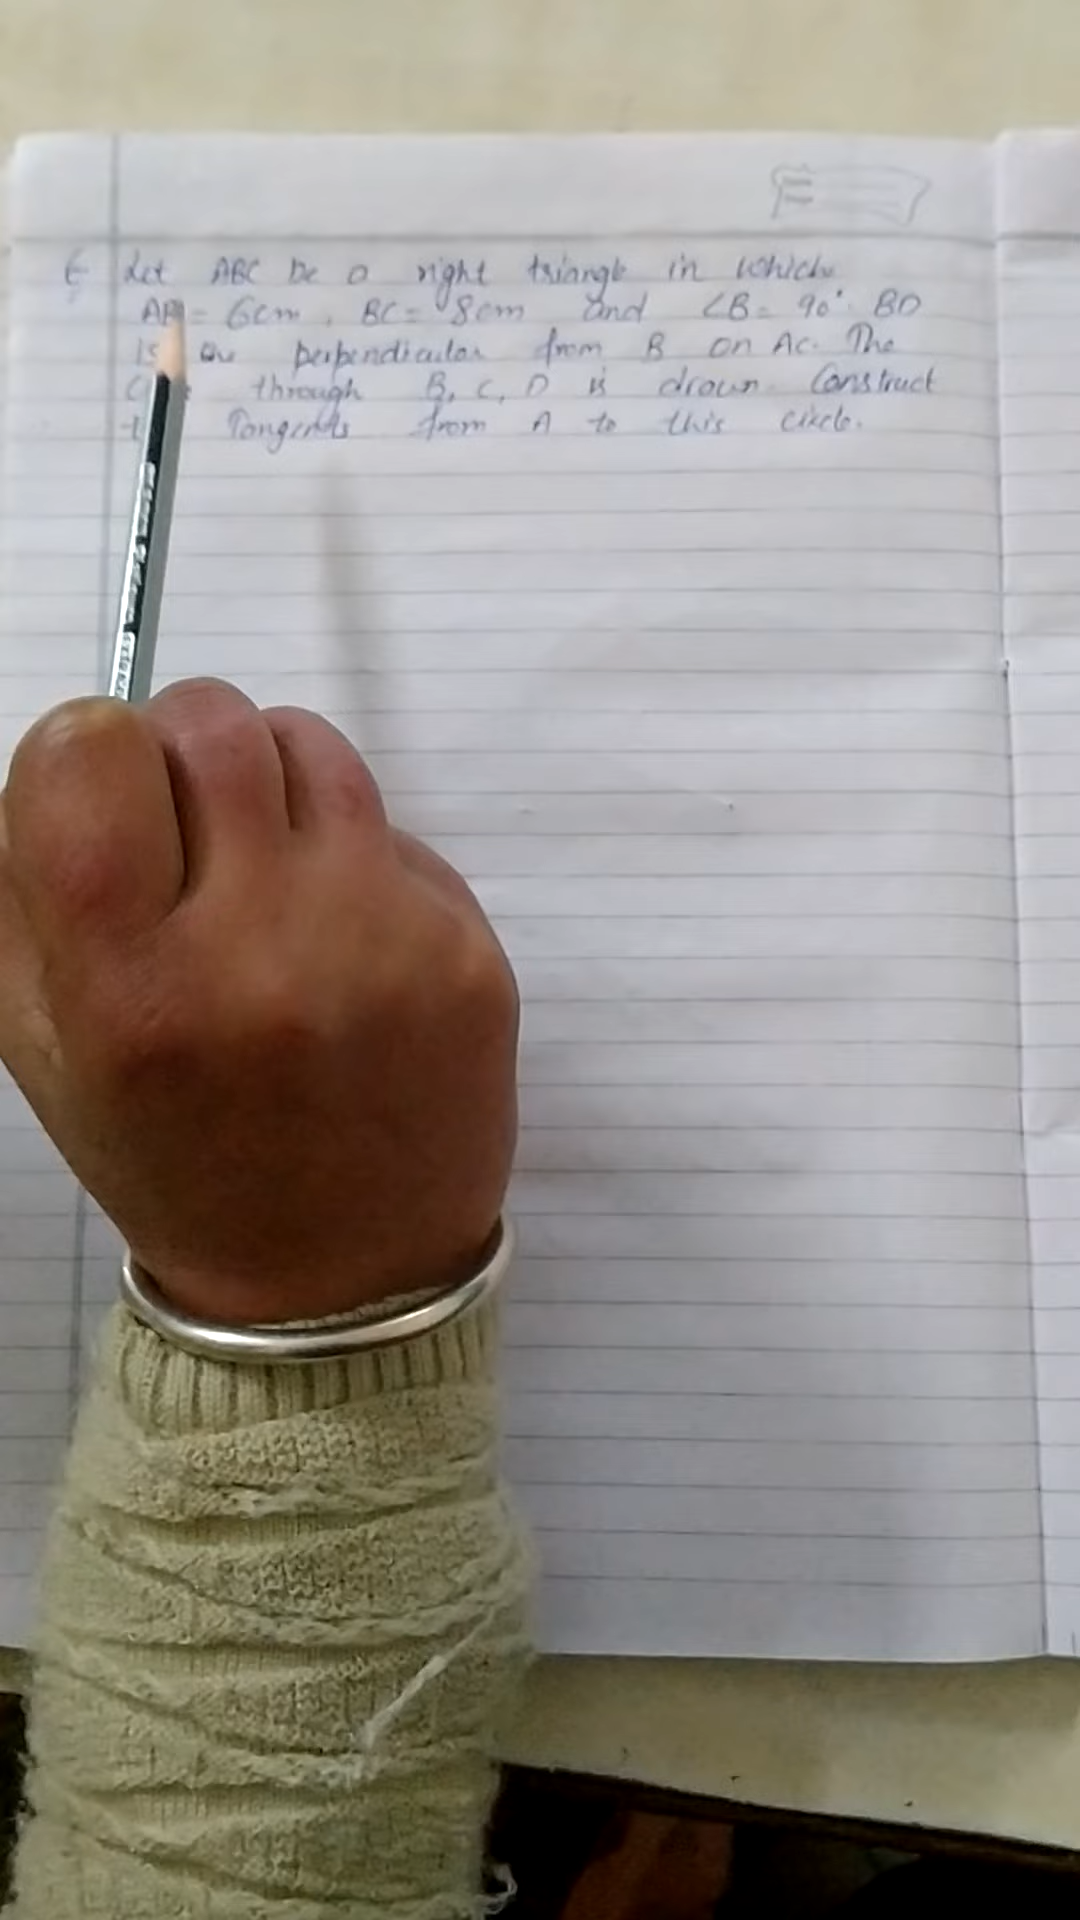 6 Let ABC be a right triangle in which
AB = 6cm, BC = 8cm and ∠B = 90°. BD
is the perpendicular from B on AC. The
through B, C, D is drawn. Construct
Tangents from A to this circle.